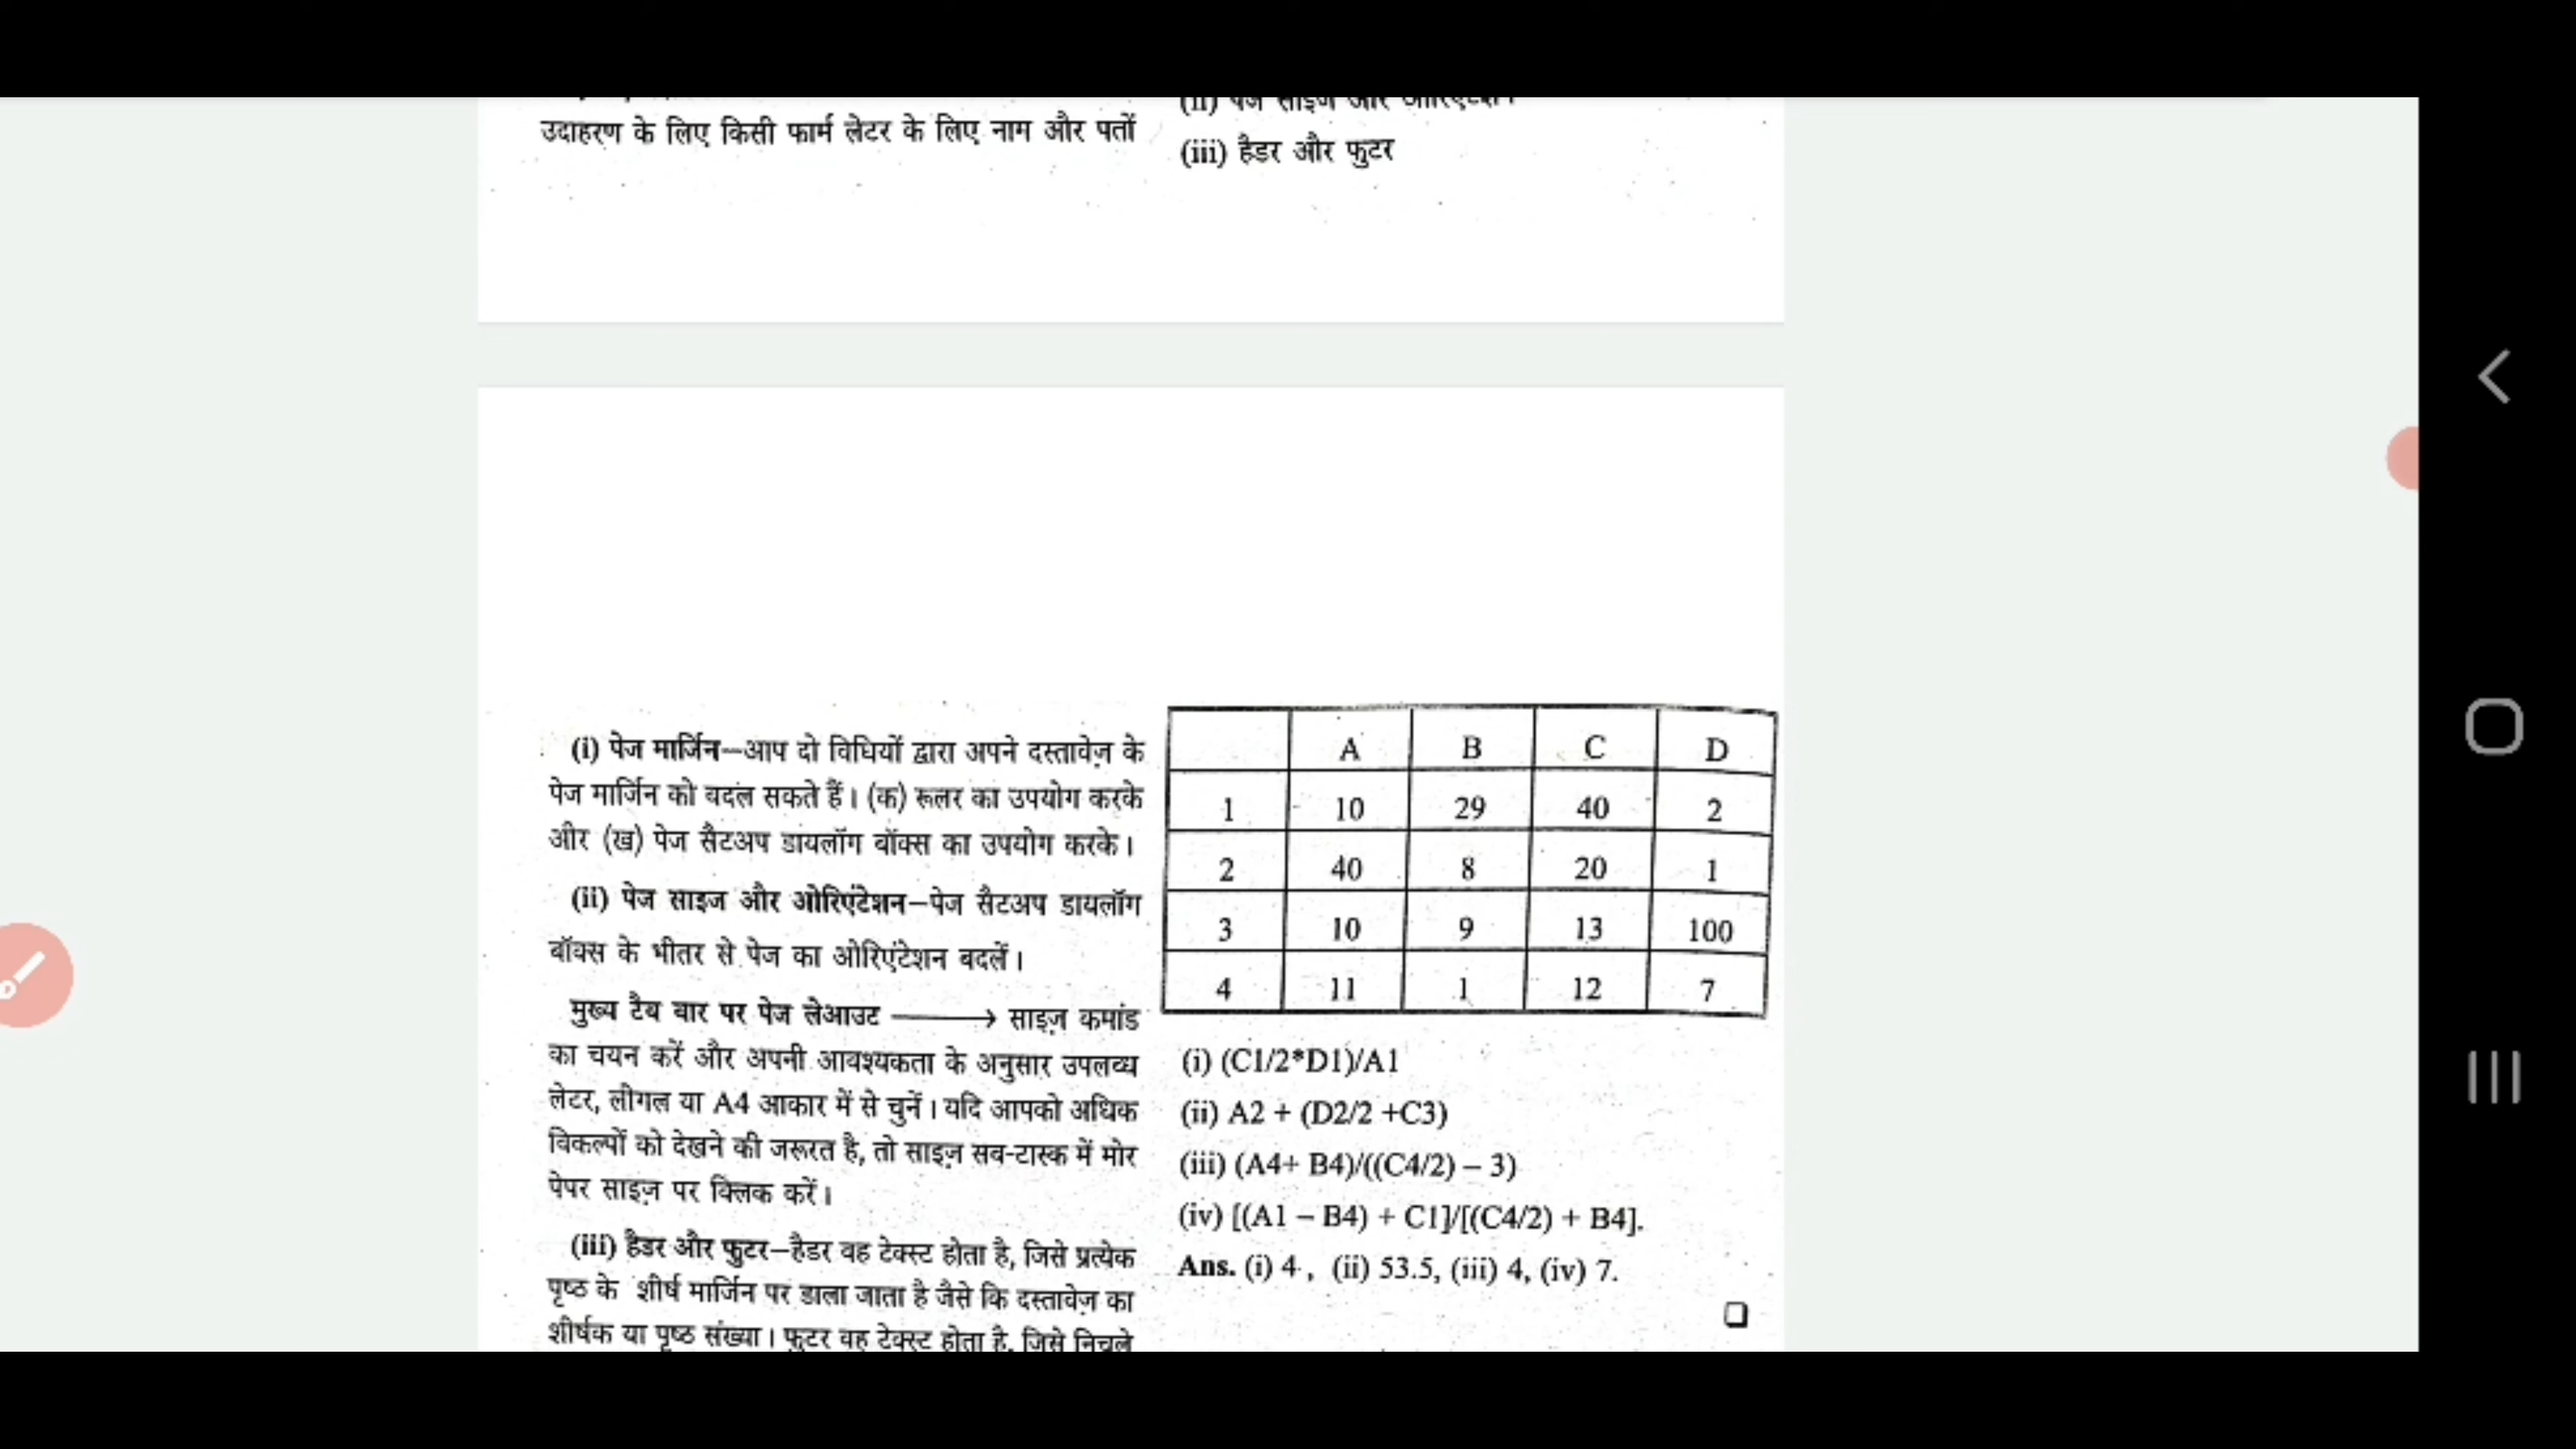 उदाहरण के लिए किसी फार्म लेटर के लिए नाम और पतों
(ii) पेज साइज और ओरिएंटेशन
(iii) हैडर और फुटर
(i) पेज मार्जिन–आप दो विधियों द्वारा अपने दस्तावेज़ के
पेज मार्जिन को बदल सकते हैं। (क) रूलर का उपयोग करके
और (ख) पेज सैटअप डायलॉग बॉक्स का उपयोग करके।
(ii) पेज साइज और ओरिएंटेशन–पेज सैटअप डायलॉग
बॉक्स के भीतर से पेज का ओरिएंटेशन बदलें।
मुख्य टैब बार पर पेज लेआउट ⟶ साइज़ कमांड
का चयन करें और अपनी आवश्यकता के अनुसार उपलब्ध
लेटर, लीगल या A4 आकार में से चुनें। यदि आपको अधिक
विकल्पों को देखने की जरूरत है, तो साइज़ सब-टास्क में मोर
पेपर साइज़ पर क्लिक करें।
(iii) हैडर और फुटर–हैडर वह टेक्स्ट होता है, जिसे प्रत्येक
पृष्ठ के शीर्ष मार्जिन पर डाला जाता है जैसे कि दस्तावेज़ का
शीर्षक या पृष्ठ संख्या। फुटर वह टेक्स्ट होता है, जिसे निचले
A B C D
1 10 29 40 2
2 40 8 20 1
3 10 9 13 100
4 11 1 12 7
(i) (C1/2*D1)/A1
(ii) A2 + (D2/2 +C3)
(iii) (A4+ B4)/((C4/2) – 3)
(iv) [(A1 – B4) + C1]/[(C4/2) + B4].
Ans. (i) 4 , (ii) 53.5, (iii) 4, (iv) 7.